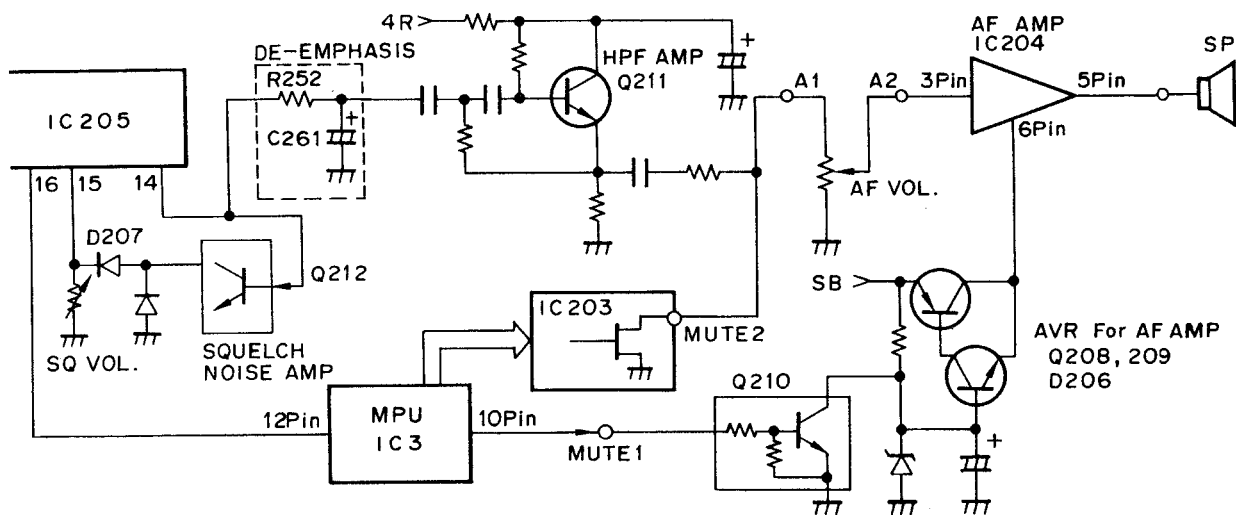 4R
AF AMP
IC204
SP
DE-EMPHASIS
HPF AMP
Q211
R252
A1
A2
3Pin
5Pin
6Pin
IC205
C261
+
+
16
15
14
AF VOL.
D207
Q212
SB
IC203
MUTE2
AVR For AF AMP
Q208, 209
D206
SQ VOL.
SQUELCH
NOISE AMP
Q210
12Pin
MPU
IC3
10Pin
MUTE1
+